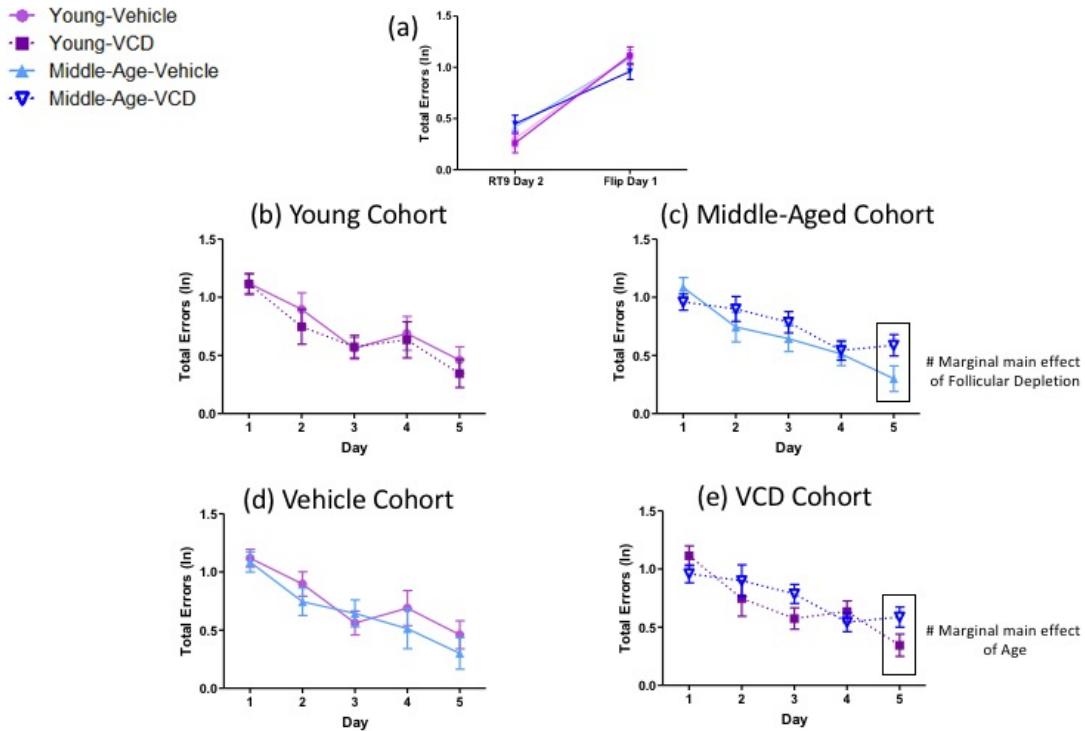 Young-Vehicle
Young-VCD
Middle-Age-Vehicle
Middle-Age-VCD
(a)
Total Errors (ln)
1.5
1.0
0.5
0.0
RT9 Day 2
Flip Day 1
(b) Young Cohort
Total Errors (ln)
1.5
1.0
0.5
0.0
1 2 3 4 5
Day
(c) Middle-Aged Cohort
Total Errors (ln)
1.5
1.0
0.5
0.0
1 2 3 4 5
Day
# Marginal main effect
of Follicular Depletion
(d) Vehicle Cohort
Total Errors (ln)
1.5
1.0
0.5
0.0
1 2 3 4 5
Day
(e) VCD Cohort
Total Errors (ln)
1.5
1.0
0.5
0.0
1 2 3 4 5
Day
# Marginal main effect
of Age